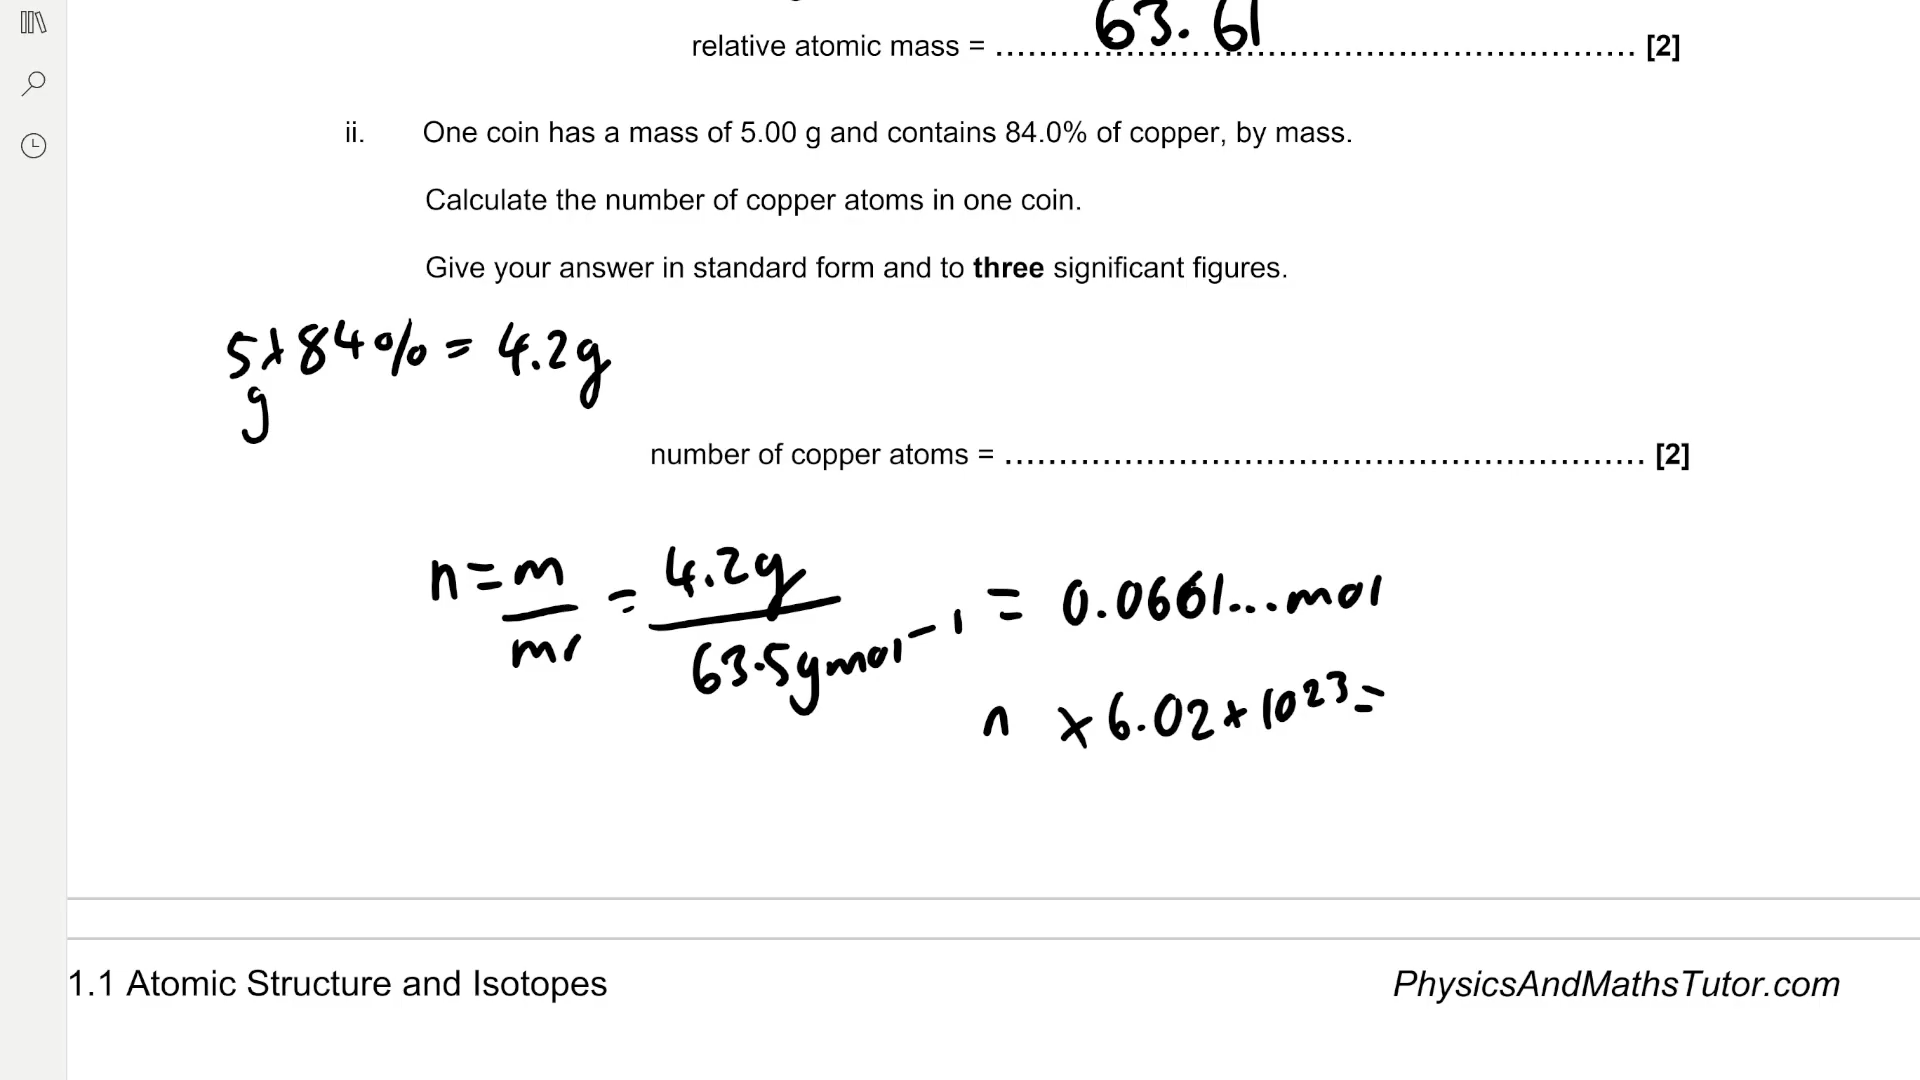 relative atomic mass = 63.61 [2]
ii. One coin has a mass of 5.00 g and contains 84.0% of copper, by mass.
Calculate the number of copper atoms in one coin.
Give your answer in standard form and to three significant figures.
5 x 84% = 4.2g
g
number of copper atoms = [2]
n = m/mr = 4.2g/63.5gmol-1 = 0.0661...mol
n x 6.02 x 10 23 =
1.1 Atomic Structure and Isotopes
PhysicsAndMathsTutor.com